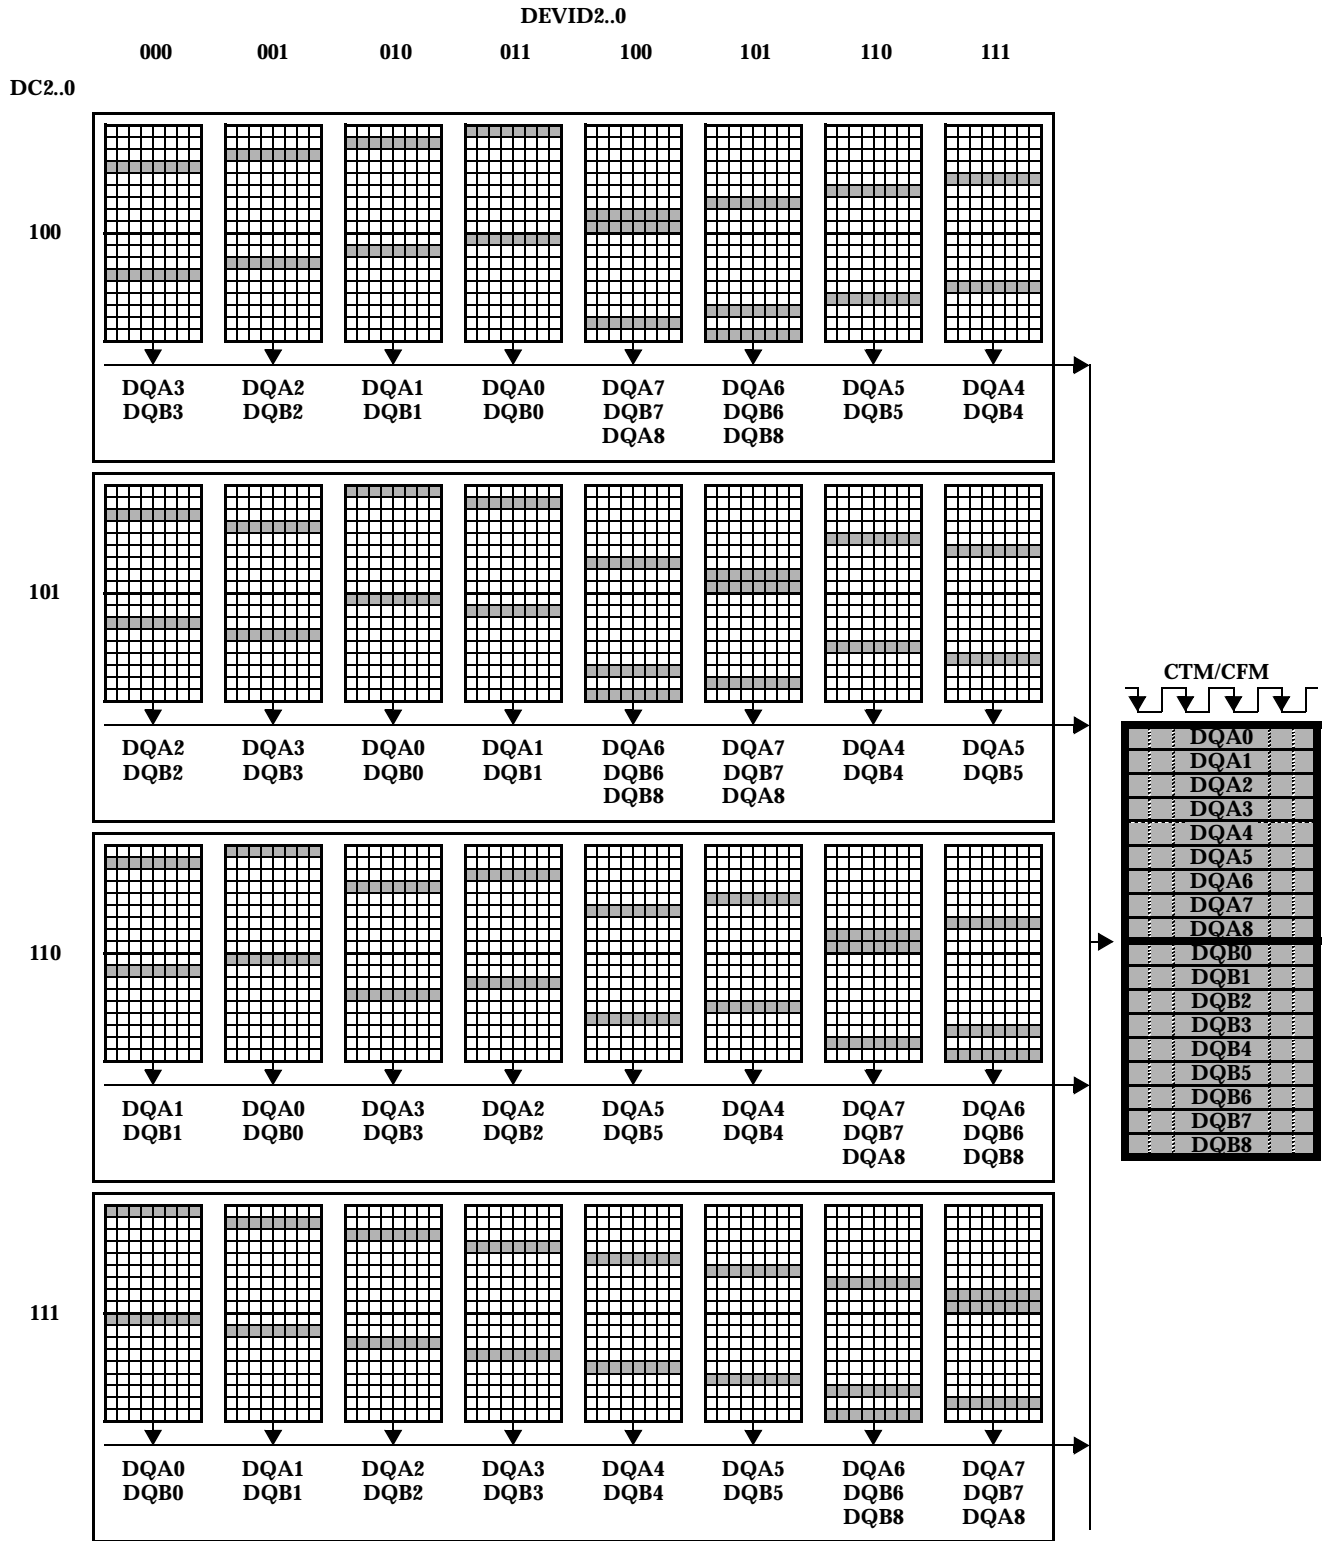 DEVID2..0
000 001 010 011 100 101 110 111
DC2..0
100
DQA3 DQA2 DQA1 DQA0 DQA7 DQA6 DQA5 DQA4
DQB3 DQB2 DQB1 DQB0 DQB7 DQB6 DQB5 DQB4
DQA8 DQB8
101
DQA2 DQA3 DQA0 DQA1 DQA6 DQA7 DQA4 DQA5
DQB2 DQB3 DQB0 DQB1 DQB6 DQB7 DQB4 DQB5
DQB8 DQA8
110
DQA1 DQA0 DQA3 DQA2 DQA5 DQA4 DQA7 DQA6
DQB1 DQB0 DQB3 DQB2 DQB5 DQB4 DQB7 DQB6
DQA8 DQB8
111
DQA0 DQA1 DQA2 DQA3 DQA4 DQA5 DQA6 DQA7
DQB0 DQB1 DQB2 DQB3 DQB4 DQB5 DQB6 DQB7
DQB8 DQA8
CTM/CFM
DQA0
DQA1
DQA2
DQA3
DQA4
DQA5
DQA6
DQA7
DQA8
DQB0
DQB1
DQB2
DQB3
DQB4
DQB5
DQB6
DQB7
DQB8